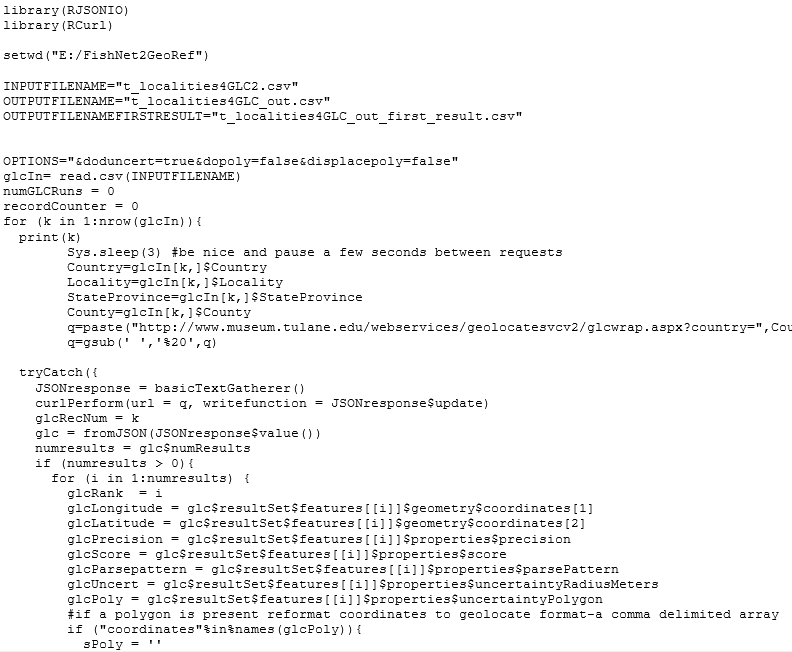 library(RJSONIO)
library(RCurl)
setwd("E:/FishNet2GeoRef")
INPUTFILENAME="t_localities4GLC2.csv"
OUTPUTFILENAME="t_localities4GLC_out.csv"
OUTPUTFILENAMEFIRSTRESULT="t_localities4GLC_out_first_result.csv"
OPTIONS="&doduncert=true&dopoly=false&displacepoly=false"
glcIn= read.csv(INPUTFILENAME)
numGLCRuns = 0
recordCounter = 0
for (k in 1:nrow(glcIn)){
print(k)
Sys.sleep(3) #be nice and pause a few seconds between requests
Country=glcIn[k,]$Country
Locality=glcIn[k,]$Locality
StateProvince=glcIn[k,]$StateProvince
County=glcIn[k,]$County
q=paste("http://www.museum.tulane.edu/webservices/geolocatesvcv2/glcwrap.aspx?country=",Cou
q=gsub(' ','%20',q)
tryCatch({
JSONresponse = basicTextGatherer()
curlPerform(url = q, writefunction = JSONresponse$update)
glcRecNum = k
glc = fromJSON(JSONresponse$value())
numresults = glc$numResults
if (numresults > 0){
for (i in 1:numresults) {
glcRank  = i
glcLongitude = glc$resultSet$features[[i]]$geometry$coordinates[1]
glcLatitude = glc$resultSet$features[[i]]$geometry$coordinates[2]
glcPrecision = glc$resultSet$features[[i]]$properties$precision
glcScore = glc$resultSet$features[[i]]$properties$score
glcParsepattern = glc$resultSet$features[[i]]$properties$parsePattern
glcUncert = glc$resultSet$features[[i]]$properties$uncertaintyRadiusMeters
glcPoly = glc$resultSet$features[[i]]$properties$uncertaintyPolygon
#if a polygon is present reformat coordinates to geolocate format-a comma delimited array
if ("coordinates"%in%names(glcPoly)){
sPoly = ''